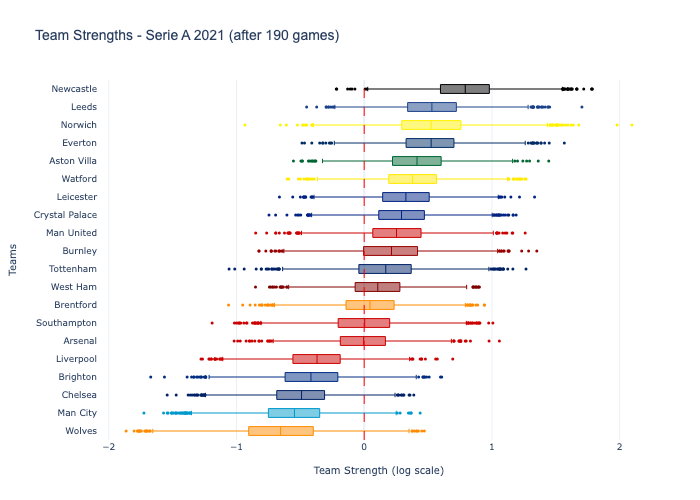 Team Strengths - Serie A 2021 (after 190 games)
Newcastle
Leeds
Norwich
Everton
Aston Villa
Watford
Leicester
Crystal Palace
Man United
Burnley
Tottenham
West Ham
Brentford
Southampton
Arsenal
Liverpool
Brighton
Chelsea
Man City
Wolves
Teams
−2 −1 0 1 2
Team Strength (log scale)